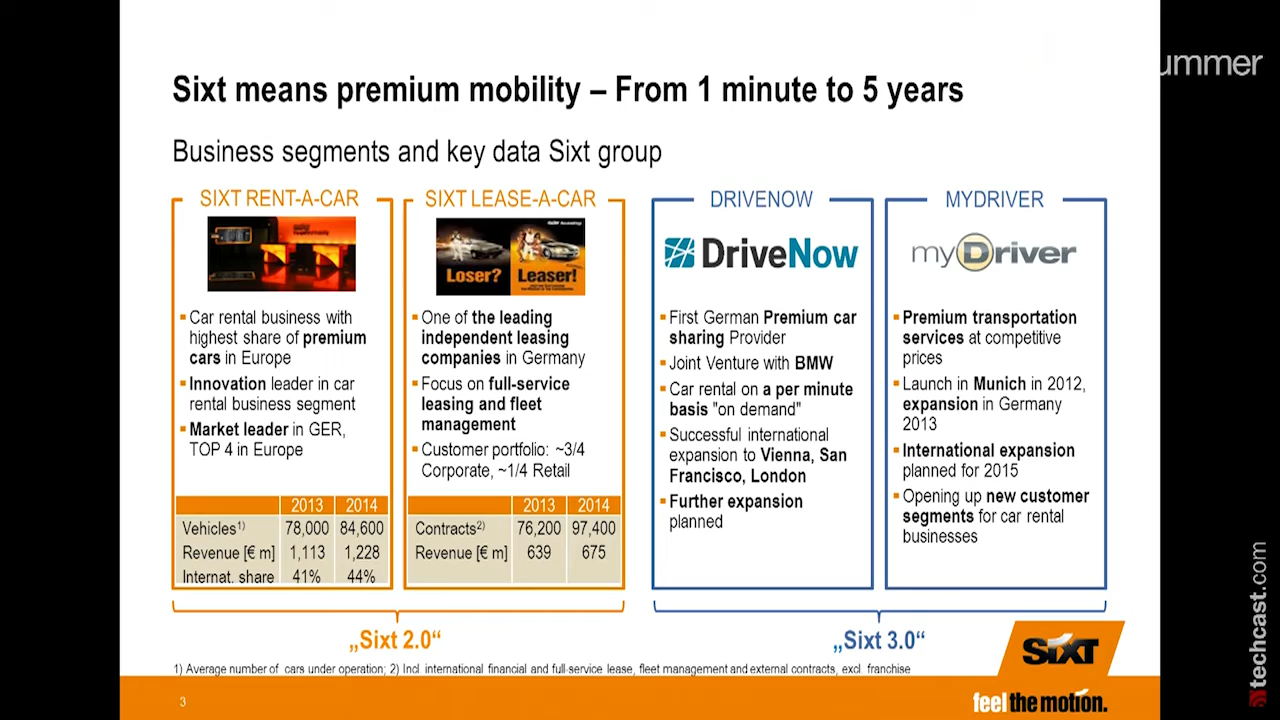 ummer
Sixt means premium mobility – From 1 minute to 5 years
Business segments and key data Sixt group
SIXT RENT-A-CAR
▪Car rental business with
highest share of premium
cars in Europe
▪Innovation leader in car
rental business segment
▪Market leader in GER,
TOP 4 in Europe
2013 2014
Vehicles1) 78,000 84,600
Revenue [€ m] 1,113 1,228
Internat. share 41% 44%
SIXT LEASE-A-CAR
Loser? Leaser!
▪One of the leading
independent leasing
companies in Germany
▪Focus on full-service
leasing and fleet
management
▪Customer portfolio: ~3/4
Corporate, ~1/4 Retail
2013 2014
Contracts2) 76,200 97,400
Revenue [€ m] 639 675
„Sixt 2.0“
DRIVENOW
DriveNow
▪First German Premium car
sharing Provider
▪Joint Venture with BMW
▪Car rental on a per minute
basis "on demand"
▪Successful international
expansion to Vienna, San
Francisco, London
▪Further expansion
planned
MYDRIVER
myDriver
▪Premium transportation
services at competitive
prices
▪Launch in Munich in 2012,
expansion in Germany
2013
▪International expansion
planned for 2015
▪Opening up new customer
segments for car rental
businesses
„Sixt 3.0“
1) Average number of cars under operation; 2) Incl. international financial and full-service lease, fleet management and external contracts, excl. franchise
SIXT
3
feel the motion.
techcast.com